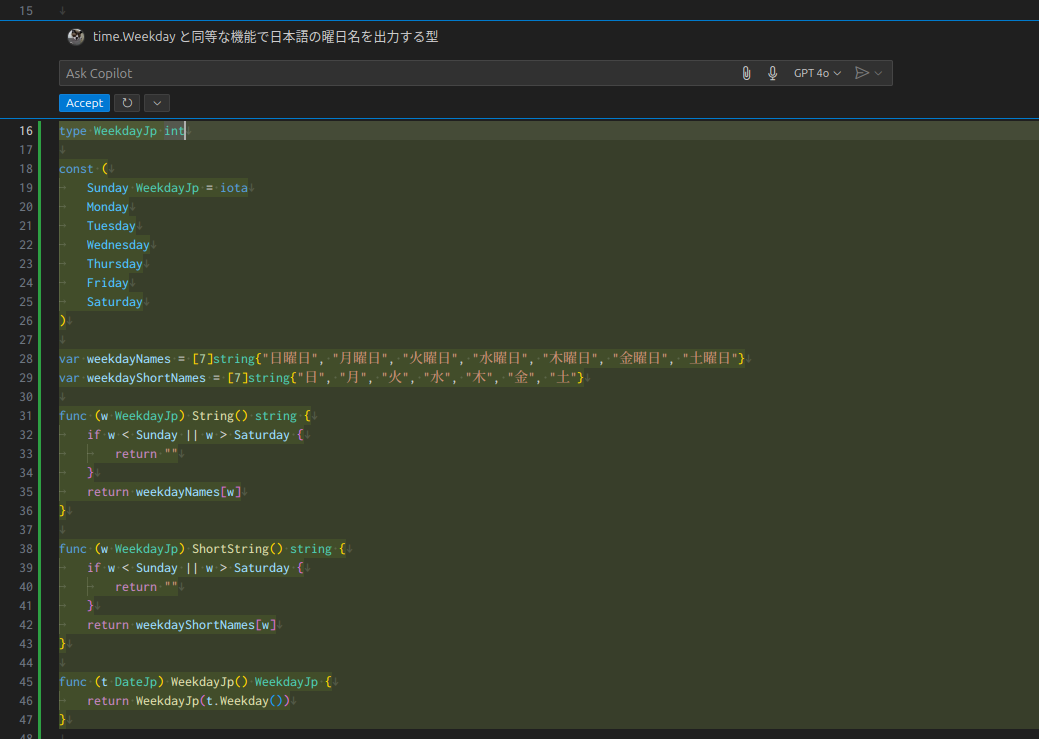 15
time.Weekday と同等な機能で日本語の曜日名を出力する型
Ask Copilot GPT 4o
Accept
16 type WeekdayJp int
17
18 const (
19 Sunday WeekdayJp = iota
20 Monday
21 Tuesday
22 Wednesday
23 Thursday
24 Friday
25 Saturday
26 )
27
28 var weekdayNames = [7]string{"日曜日", "月曜日", "火曜日", "水曜日", "木曜日", "金曜日", "土曜日"}
29 var weekdayShortNames = [7]string{"日", "月", "火", "水", "木", "金", "土"}
30
31 func (w WeekdayJp) String() string {
32 if w < Sunday || w > Saturday {
33 return ""
34 }
35 return weekdayNames[w]
36 }
37
38 func (w WeekdayJp) ShortString() string {
39 if w < Sunday || w > Saturday {
40 return ""
41 }
42 return weekdayShortNames[w]
43 }
44
45 func (t DateJp) WeekdayJp() WeekdayJp {
46 return WeekdayJp(t.Weekday())
47 }
48